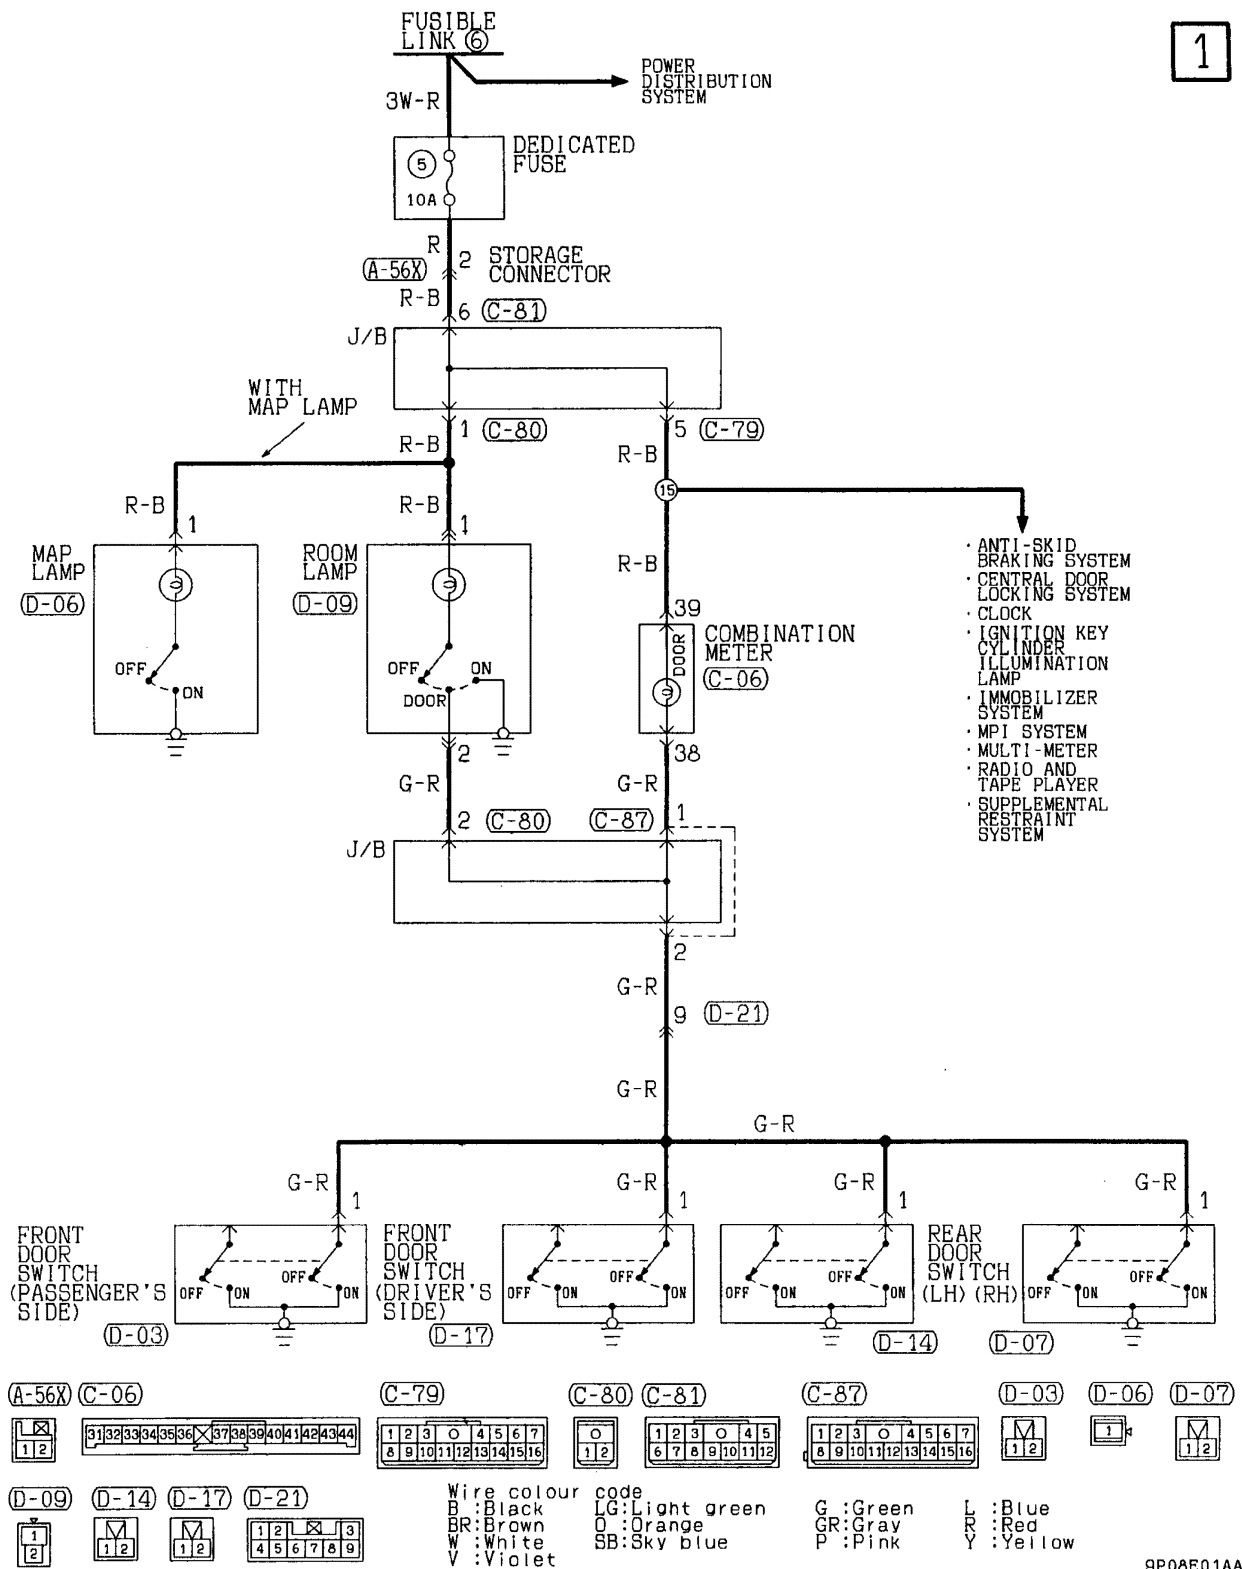 FUSIBLE
LINK ⑥
1
POWER
DISTRIBUTION
SYSTEM
3W-R
DEDICATED
FUSE
5
10A
R
2
STORAGE
CONNECTOR
A-56X
R-B
6
C-81
J/B
WITH
MAP LAMP
1
C-80
5
C-79
R-B
R-B
15
R-B
1
R-B
1
MAP
LAMP
D-06
ROOM
LAMP
D-09
R-B
39
· ANTI-SKID
BRAKING SYSTEM
· CENTRAL DOOR
LOCKING SYSTEM
· CLOCK
· IGNITION KEY
CYLINDER
ILLUMINATION
LAMP
· IMMOBILIZER
SYSTEM
· MPI SYSTEM
· MULTI-METER
· RADIO AND
TAPE PLAYER
· SUPPLEMENTAL
RESTRAINT
SYSTEM
DOOR
COMBINATION
METER
C-06
OFF
ON
OFF
ON
DOOR
2
38
G-R
G-R
2
C-80
C-87
1
J/B
2
G-R
9
D-21
G-R
G-R
G-R
1
G-R
1
1
1
FRONT
DOOR
SWITCH
(PASSENGER'S
SIDE)
D-03
OFF
ON
OFF
ON
FRONT
DOOR
SWITCH
(DRIVER'S
SIDE)
D-17
OFF
ON
OFF
ON
OFF
ON
OFF
ON
D-14
REAR
DOOR
SWITCH
(LH) (RH)
D-07
OFF
ON
OFF
ON
A-56X C-06 C-79 C-80 C-81 C-87 D-03 D-06 D-07
1 2
31 32 33 34 35 36 37 38 39 40 41 42 43 44
1 2 3 4 5 6 7
8 9 10 11 12 13 14 15 16
1 2
1 2 3 4 5
6 7 8 9 10 11 12
1 2 3 4 5 6 7
8 9 10 11 12 13 14 15 16
1 2
1
1 2
D-09 D-14 D-17 D-21
1
2
1 2
1 2
1 2 3
4 5 6 7 8 9
Wire colour code
B :Black LG:Light green G :Green L :Blue
BR:Brown O :Orange GR:Gray R :Red
W :White SB:Sky blue P :Pink Y :Yellow
V :Violet
9P08E01AA